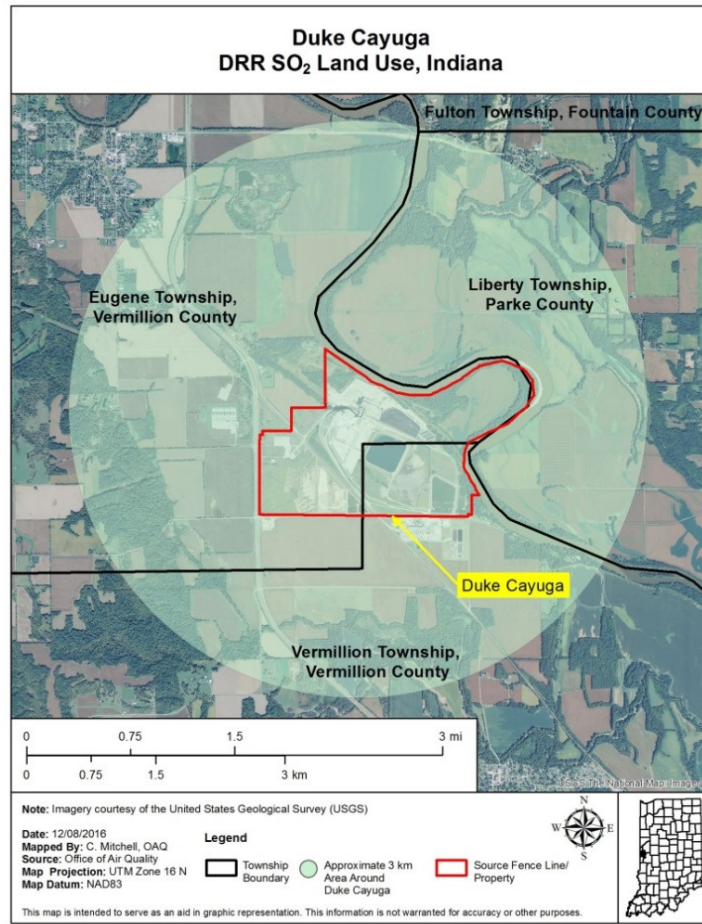 Duke Cayuga
DRR SO₂ Land Use, Indiana
Fulton Township, Fountain County
Eugene Township,
Vermillion County
Liberty Township,
Parke County
Duke Cayuga
Vermillion Township,
Vermillion County
0 0.75 1.5 3 mi
0 0.75 1.5 3 km
USGS The National Map:
Note: Imagery courtesy of the United States Geological Survey (USGS)
Date: 12/08/2016
Mapped By: C. Mitchell, OAQ
Source: Office of Air Quality
Map Projection: UTM Zone 16 N
Map Datum: NAD83
Legend
Township
Boundary
Approximate 3 km
Area Around
Duke Cayuga
Source Fence Line/
Property
N
W E
S
This map is intended to serve as an aid in graphic representation. This information is not warranted for accuracy or other purposes.